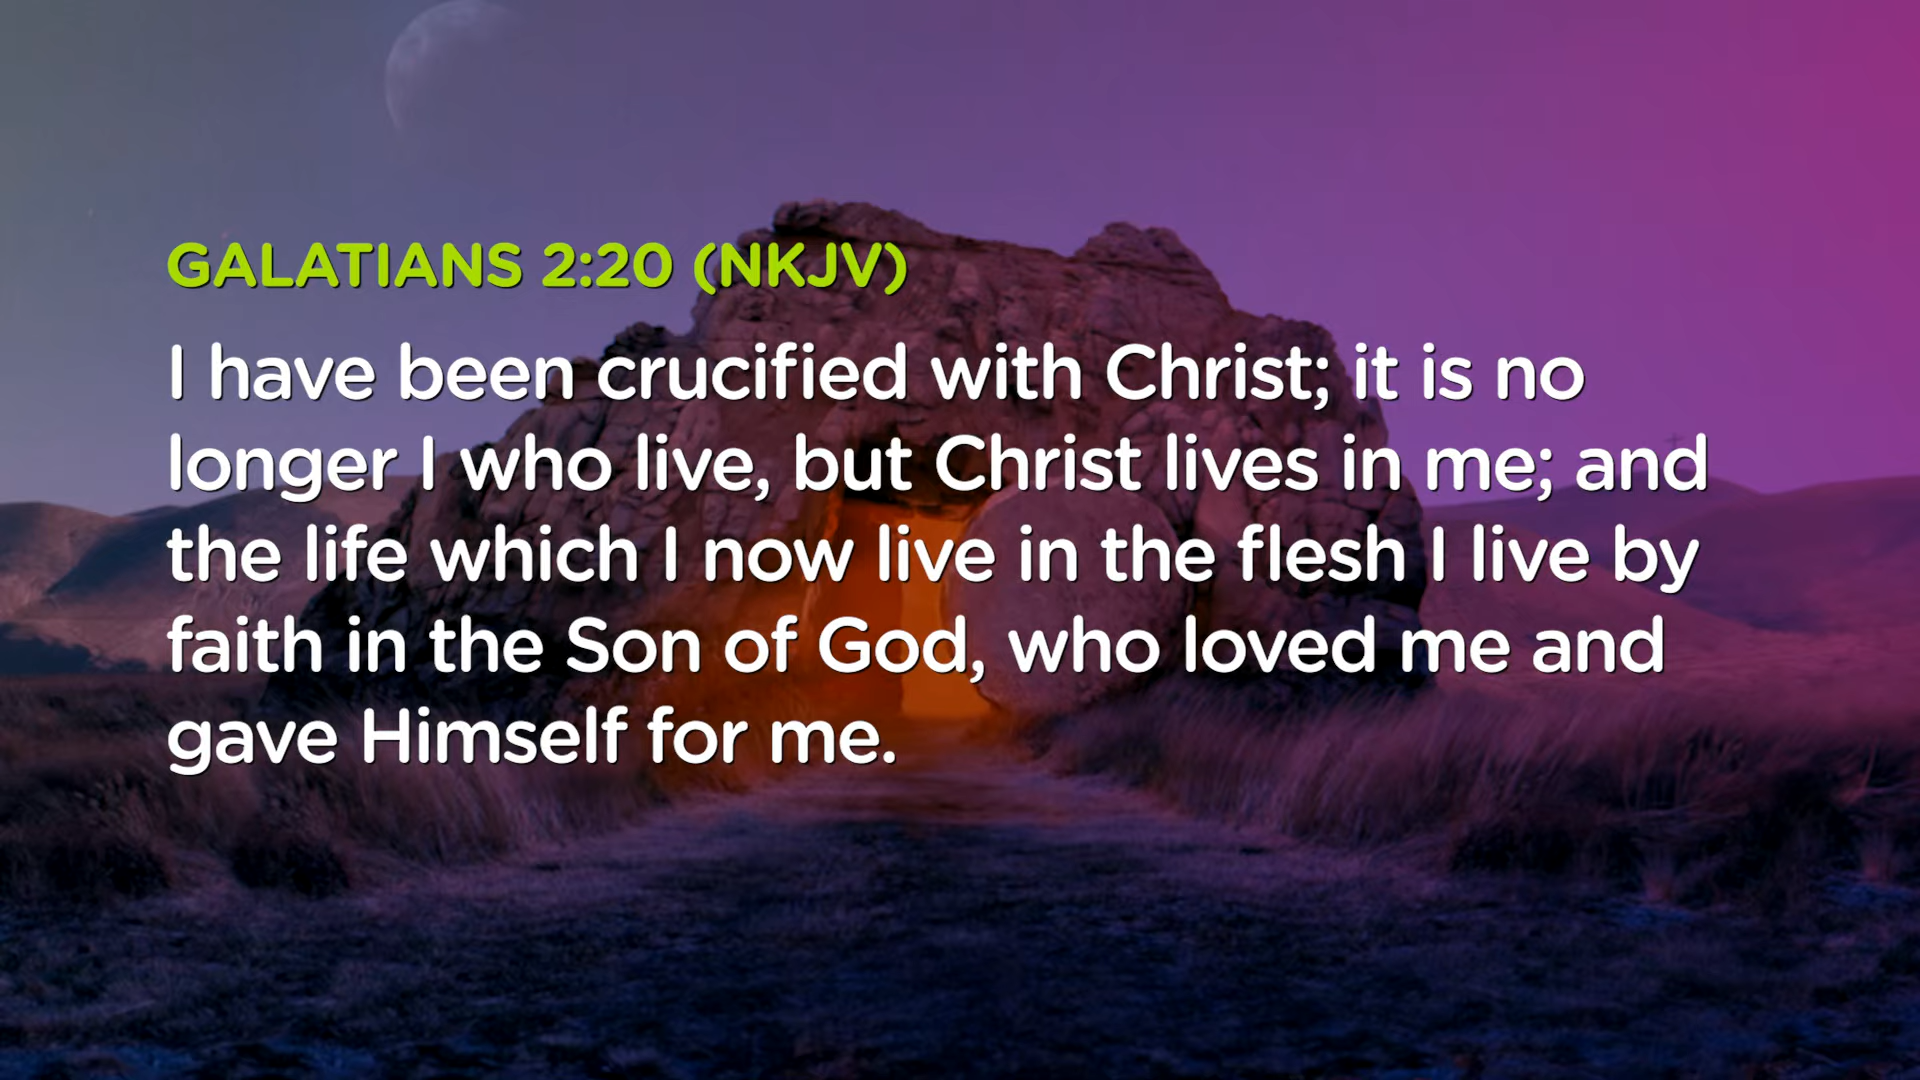 GALATIANS 2:20 (NKJV)
I have been crucified with Christ; it is no
longer I who live, but Christ lives in me; and
the life which I now live in the flesh I live by
faith in the Son of God, who loved me and
gave Himself for me.